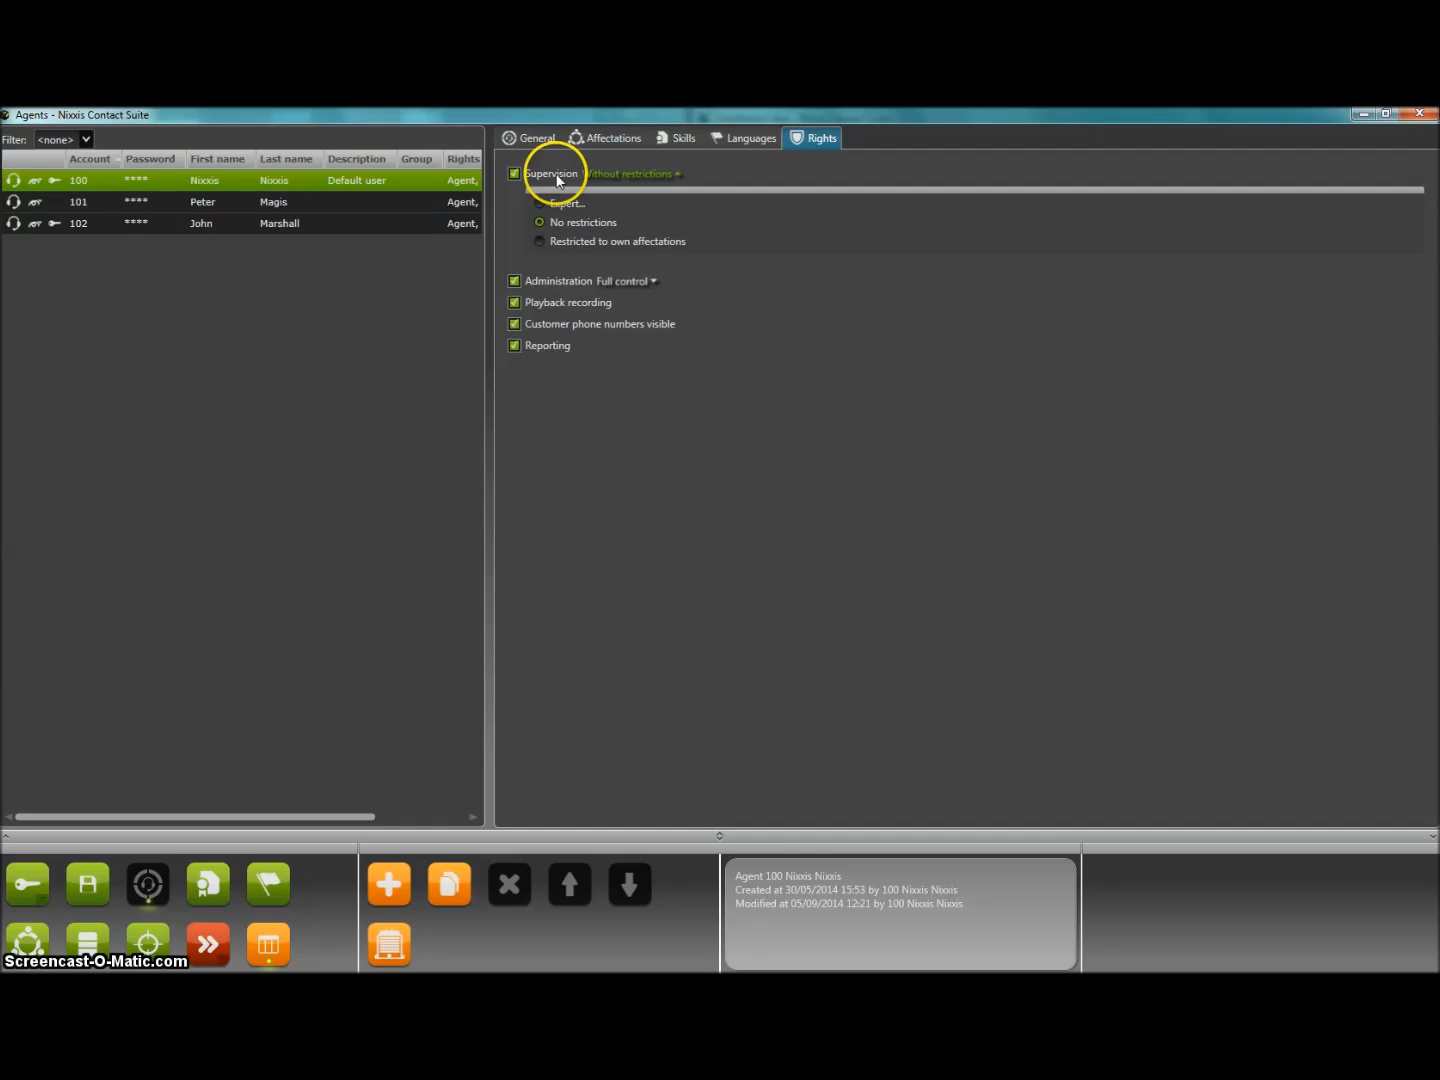 Agents - Nixxis Contact Suite
Filter: <none>
General Affectations Skills Languages Rights
Account Password First name Last name Description Group Rights
100 **** Nixxis Nixxis Default user Agent,
101 **** Peter Magis Agent,
102 **** John Marshall Agent,
Supervision Without restrictions
Expert...
No restrictions
Restricted to own affectations
Administration Full control
Playback recording
Customer phone numbers visible
Reporting
Agent 100 Nixxis Nixxis
Created at 30/05/2014 15:53 by 100 Nixxis Nixxis
Modified at 05/09/2014 12:21 by 100 Nixxis Nixxis
Screencast-O-Matic.com